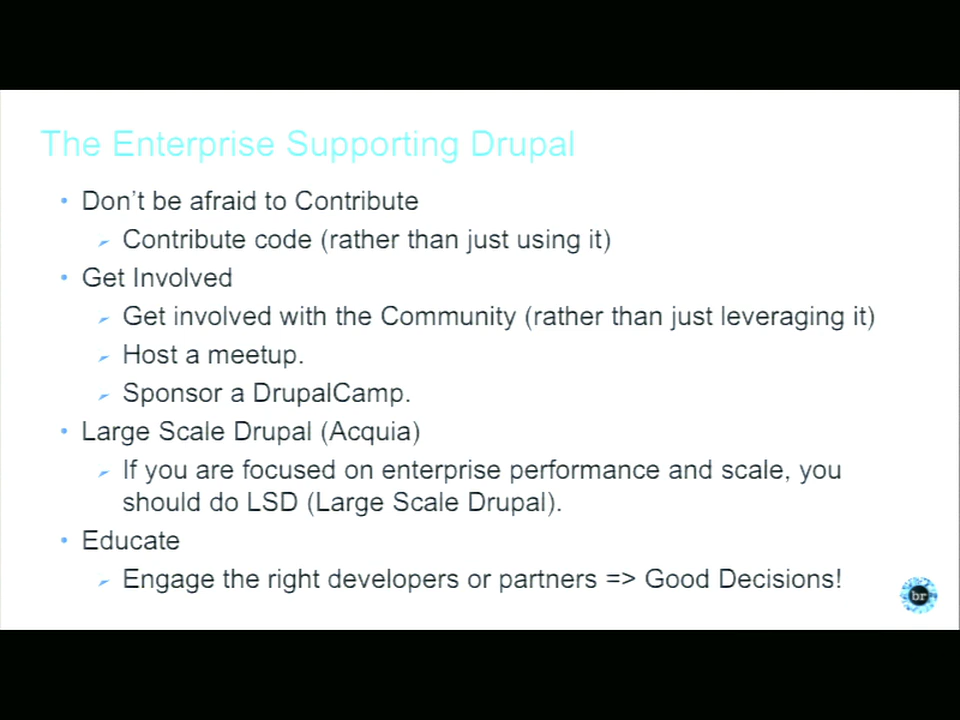 The Enterprise Supporting Drupal
• Don't be afraid to Contribute
Contribute code (rather than just using it)
• Get Involved
Get involved with the Community (rather than just leveraging it)
Host a meetup.
Sponsor a DrupalCamp.
• Large Scale Drupal (Acquia)
If you are focused on enterprise performance and scale, you
should do LSD (Large Scale Drupal).
• Educate
Engage the right developers or partners => Good Decisions!
br